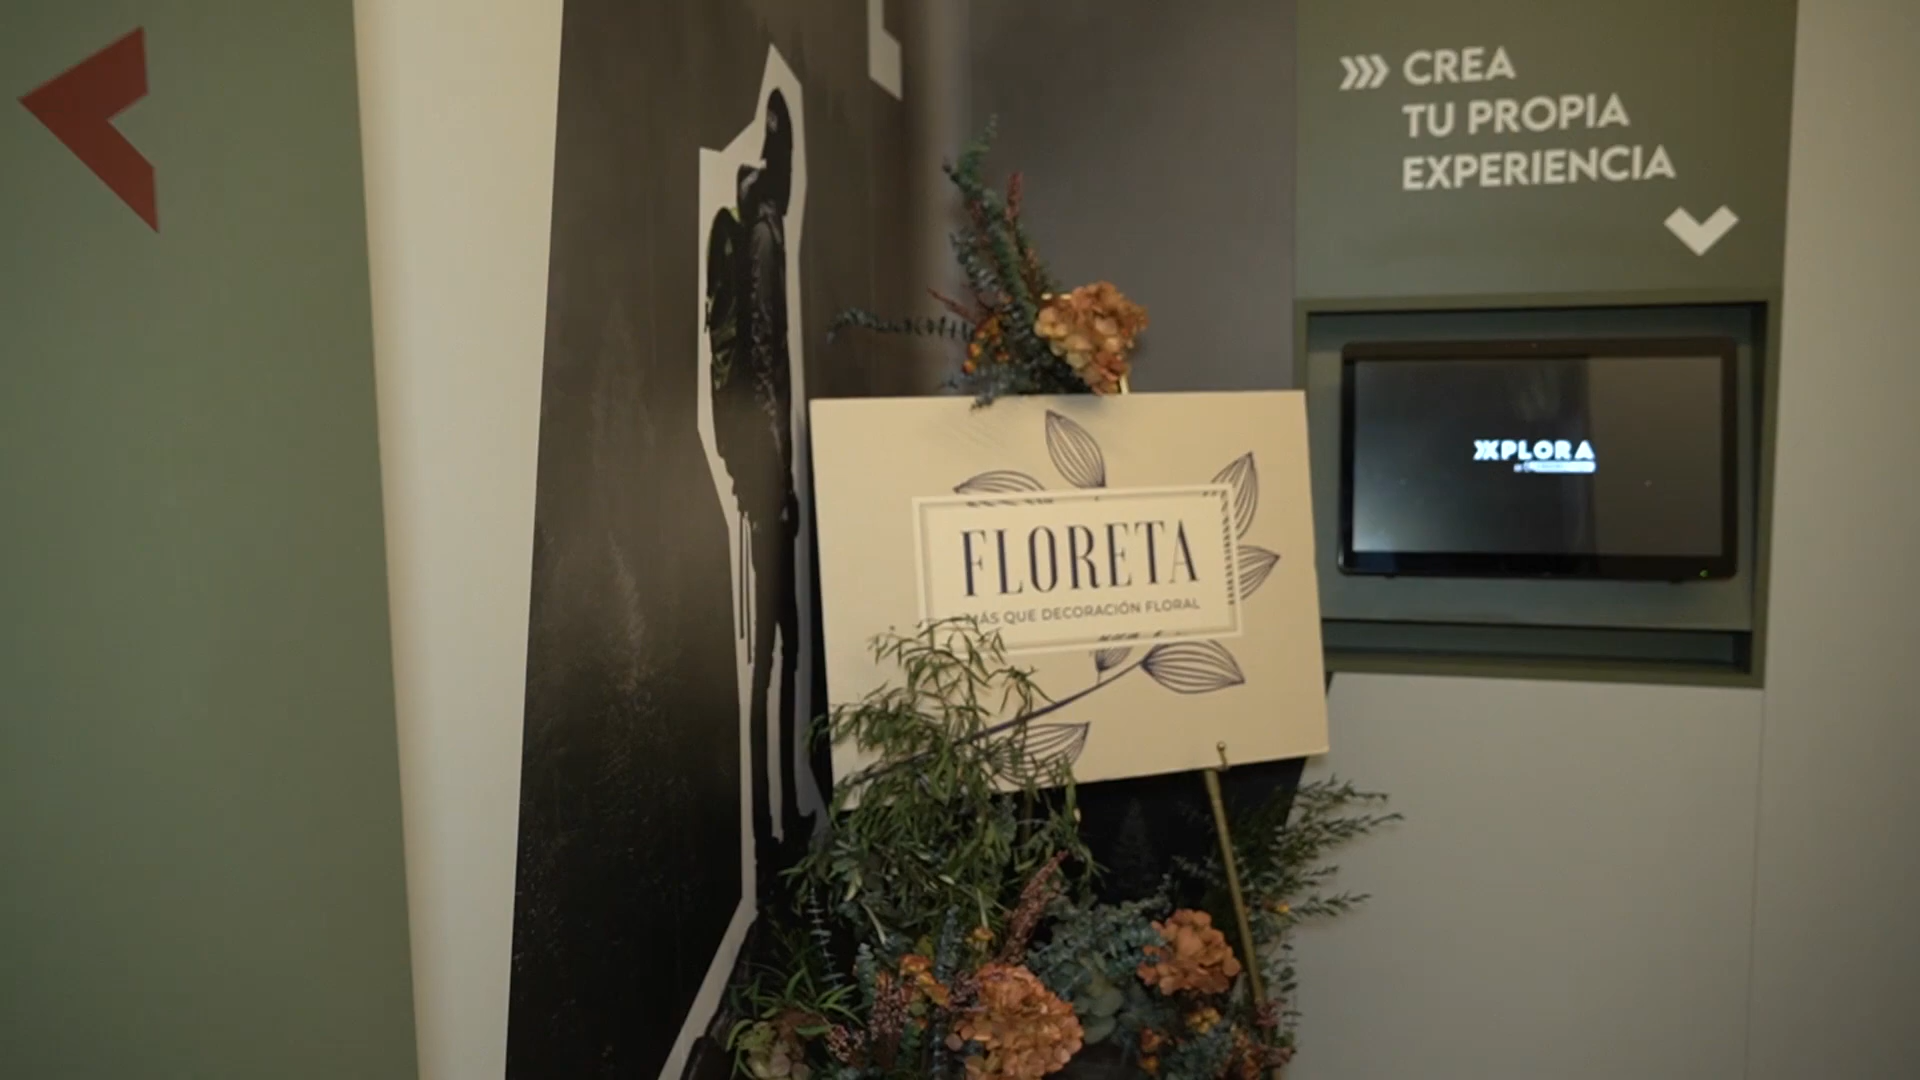 CREA
TU PROPIA
EXPERIENCIA
XPLORA
FLORETA
MÁS QUE DECORACIÓN FLORAL